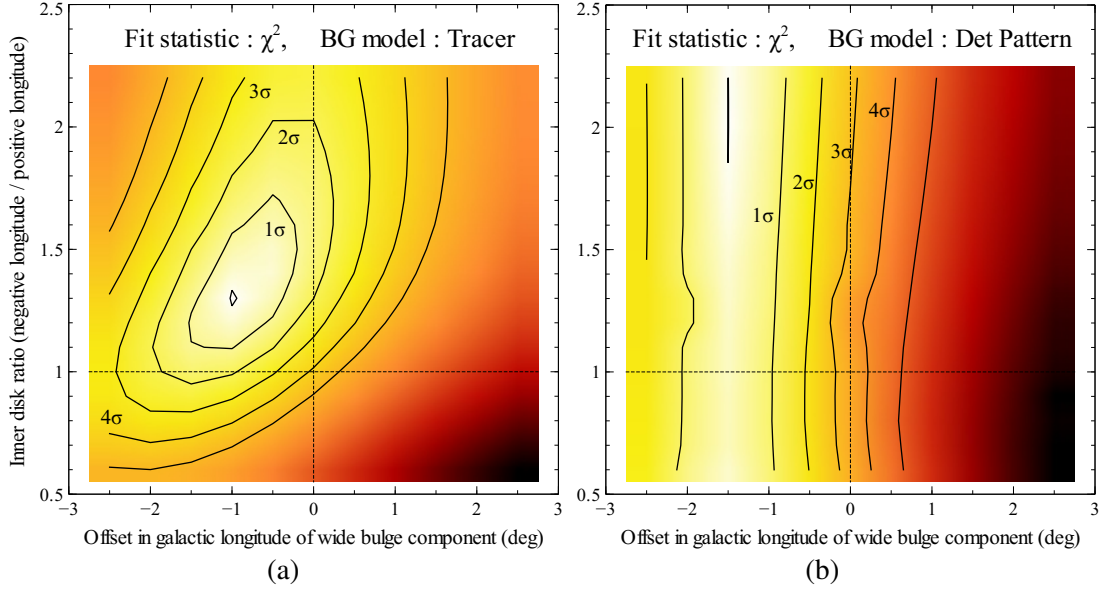 Fit statistic : χ², BG model : Tracer
Inner disk ratio (negative longitude / positive longitude)
2.5
2
1.5
1
0.5
3σ
2σ
1σ
4σ
−3 −2 −1 0 1 2 3
Offset in galactic longitude of wide bulge component (deg)
(a)
Fit statistic : χ², BG model : Det Pattern
2.5
2
1.5
1
0.5
4σ
3σ
2σ
1σ
−3 −2 −1 0 1 2 3
Offset in galactic longitude of wide bulge component (deg)
(b)